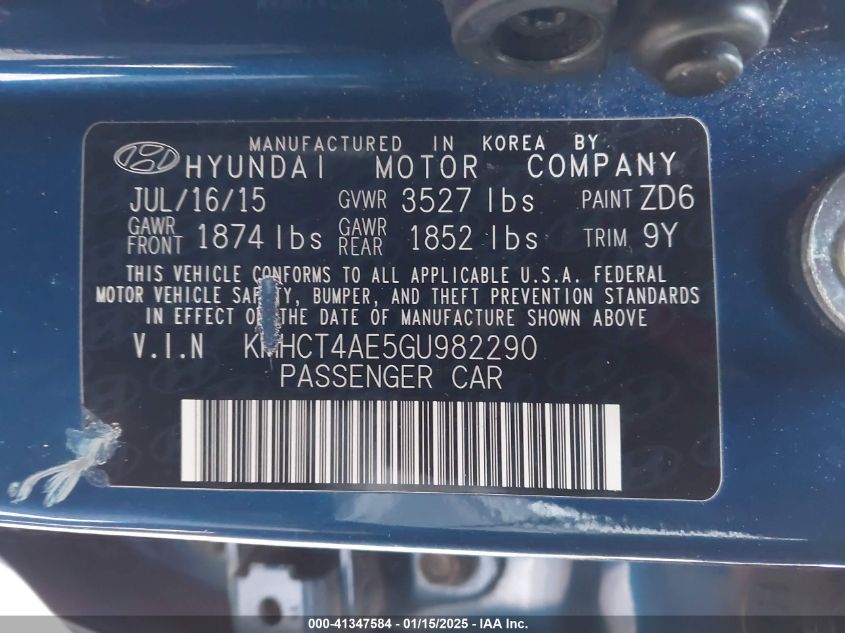 MANUFACTURED IN KOREA BY
HYUNDAI MOTOR COMPANY
JUL/16/15 GVWR 3527 lbs PAINT ZD6
GAWR FRONT 1874 lbs GAWR REAR 1852 lbs TRIM 9Y
THIS VEHICLE CONFORMS TO ALL APPLICABLE U.S.A. FEDERAL
MOTOR VEHICLE SAFETY, BUMPER, AND THEFT PREVENTION STANDARDS
IN EFFECT ON THE DATE OF MANUFACTURE SHOWN ABOVE
V.I.N KMHCT4AE5GU982290
PASSENGER CAR
000-41347584 - 01/15/2025 - IAA Inc.